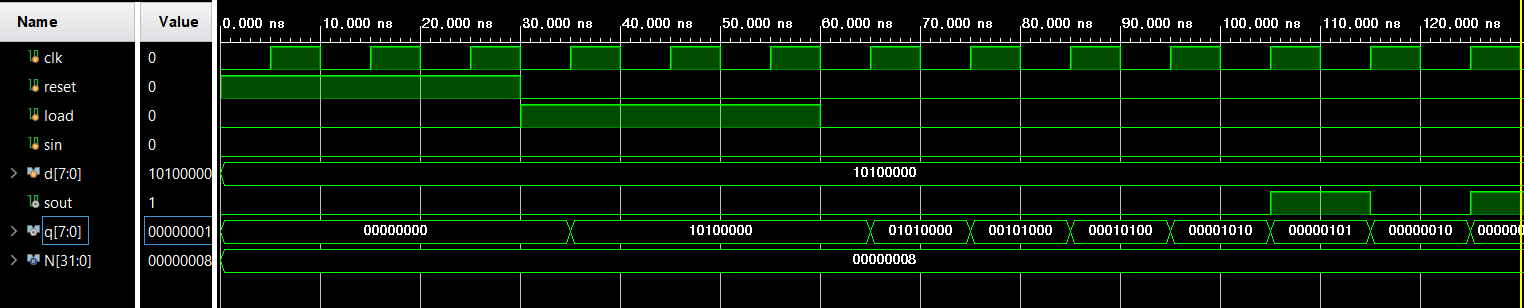 Name Value 0.000 ns 10.000 ns 20.000 ns 30.000 ns 40.000 ns 50.000 ns 60.000 ns 70.000 ns 80.000 ns 90.000 ns 100.000 ns 110.000 ns 120.000 ns
clk 0
reset 0
load 0
sin 0
d[7:0] 10100000 10100000
sout 1
q[7:0] 00000001 00000000 10100000 01010000 00101000 00010100 00001010 00000101 00000010 000000
N[31:0] 00000008 00000008